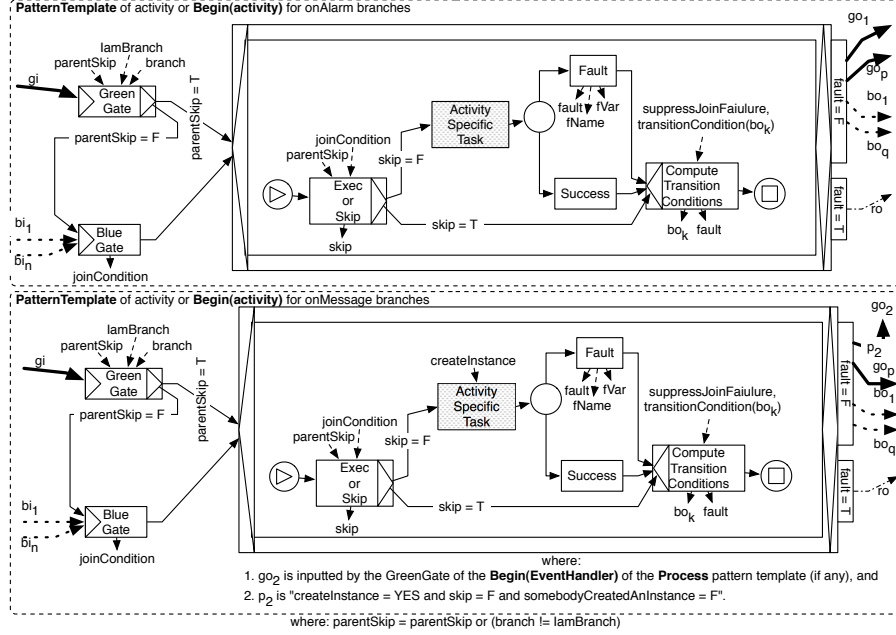 PatternTemplate of activity or Begin(activity) for onAlarm branches
IamBranch
parentSkip
branch
gi
Green
Gate
parentSkip = T
parentSkip = F
bi1
bin
Blue
Gate
joinCondition
joinCondition
parentSkip
Exec
or
Skip
skip
skip = F
skip = T
Activity
Specific
Task
Fault
fault
fVar
fName
Success
suppressJoinFaiulure,
transitionCondition(bok)
Compute
Transition
Conditions
bok
fault
fault = F
fault = T
go1
gop
bo1
boq
ro
PatternTemplate of activity or Begin(activity) for onMessage branches
IamBranch
parentSkip
branch
gi
Green
Gate
parentSkip = T
parentSkip = F
bi1
bin
Blue
Gate
joinCondition
joinCondition
parentSkip
Exec
or
Skip
skip
skip = F
skip = T
createInstance
Activity
Specific
Task
Fault
fault
fVar
fName
Success
suppressJoinFaiulure,
transitionCondition(bok)
Compute
Transition
Conditions
bok
fault
fault = F
fault = T
go2
p2
gop
bo1
boq
ro
where:
1. go2 is inputted by the GreenGate of the Begin(EventHandler) of the Process pattern template (if any), and
2. p2 is "createInstance = YES and skip = F and somebodyCreatedAnInstance = F".
where: parentSkip = parentSkip or (branch != IamBranch)